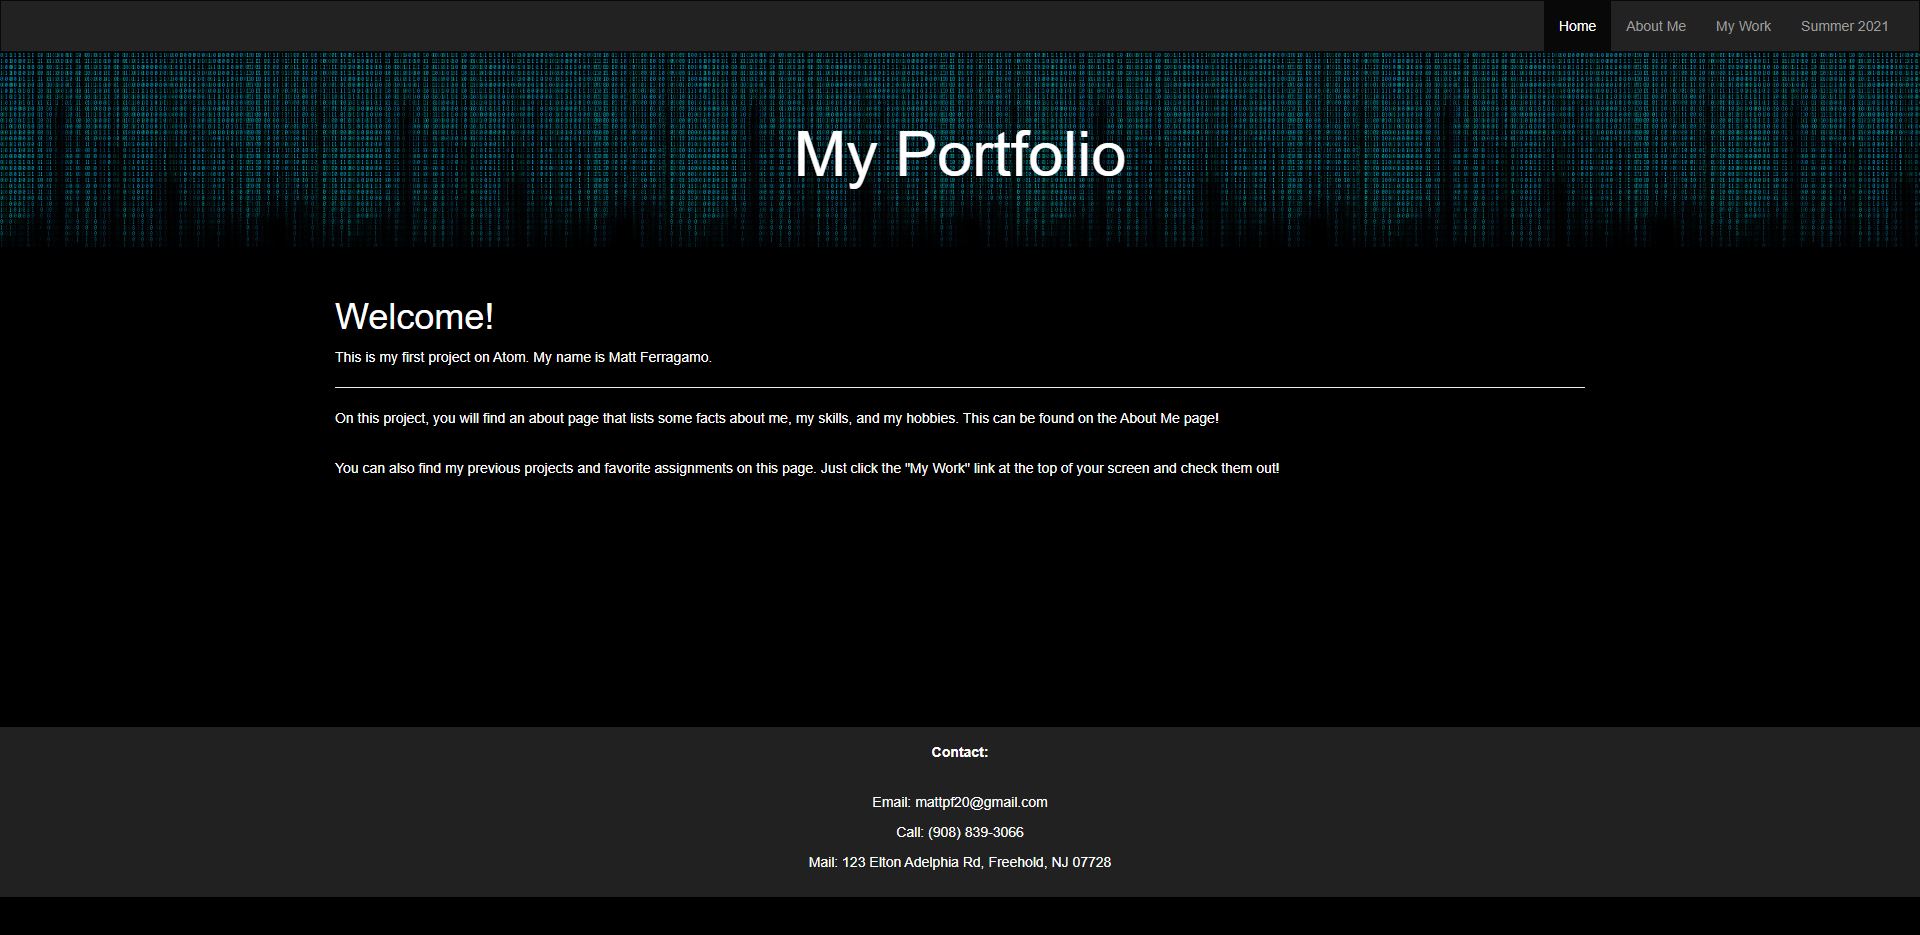 Home About Me My Work Summer 2021
My Portfolio
Welcome!
This is my first project on Atom. My name is Matt Ferragamo.
On this project, you will find an about page that lists some facts about me, my skills, and my hobbies. This can be found on the About Me page!
You can also find my previous projects and favorite assignments on this page. Just click the "My Work" link at the top of your screen and check them out!
Contact:
Email: mattpf20@gmail.com
Call: (908) 839-3066
Mail: 123 Elton Adelphia Rd, Freehold, NJ 07728